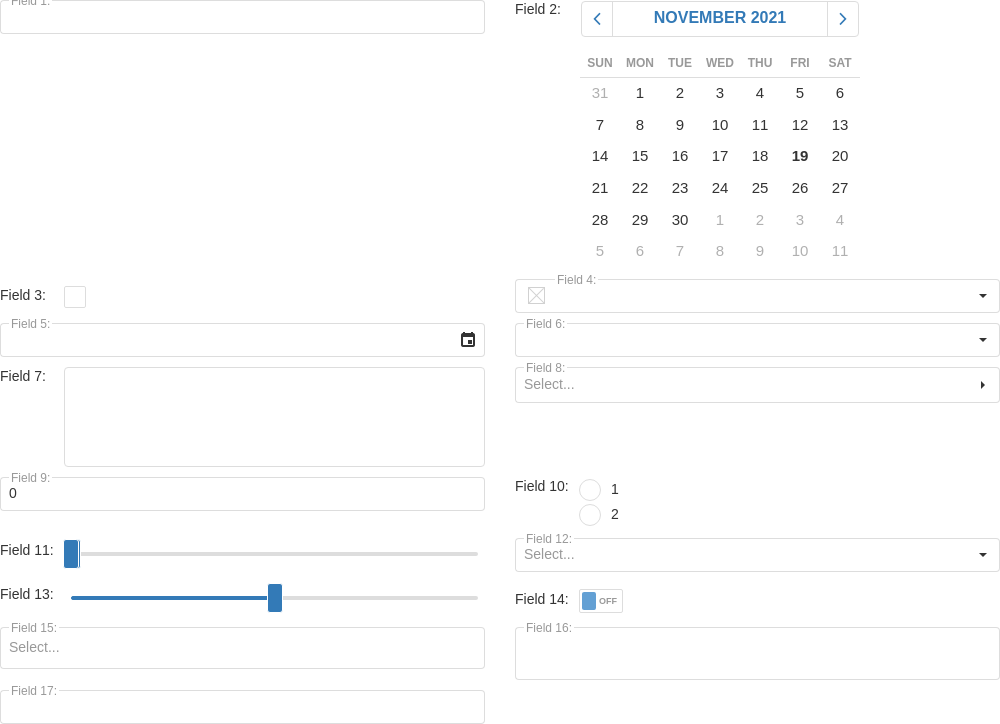 Field 1:
Field 2:
NOVEMBER 2021
SUN MON TUE WED THU FRI SAT
31 1 2 3 4 5 6
7 8 9 10 11 12 13
14 15 16 17 18 19 20
21 22 23 24 25 26 27
28 29 30 1 2 3 4
5 6 7 8 9 10 11
Field 3:
Field 4:
Field 5:
Field 6:
Field 7:
Field 8:
Select...
Field 9:
0
Field 10:
1
2
Field 11:
Field 12:
Select...
Field 13:
Field 14:
OFF
Field 15:
Select...
Field 16:
Field 17: